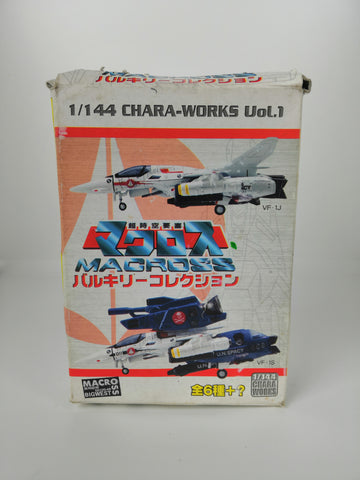 バルキリーコレクション
1/144 CHARA-WORKS Vol.1
VF-1J
超時空要塞
マクロス
MACROSS
バルキリーコレクション
U.N.SPACY
VF-1S
全6種+?
MACROSS
BIGWEST
1/144
CHARA
WORKS